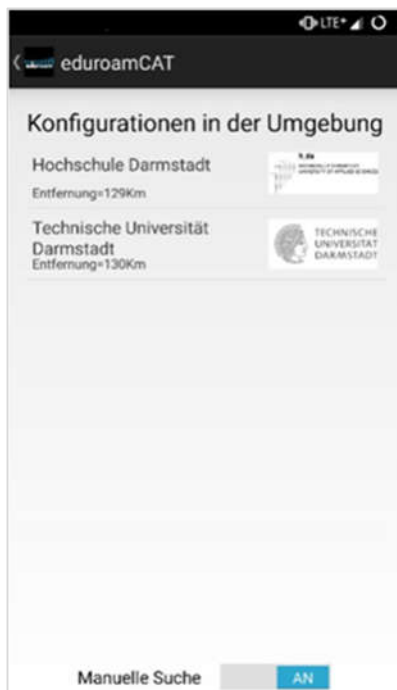 LTE+
eduroamCAT
Konfigurationen in der Umgebung
Hochschule Darmstadt
h_da
Entfernung=129Km
Technische Universität
Darmstadt
Entfernung=130Km
TECHNISCHE
UNIVERSITÄT
DARMSTADT
Manuelle Suche
AN